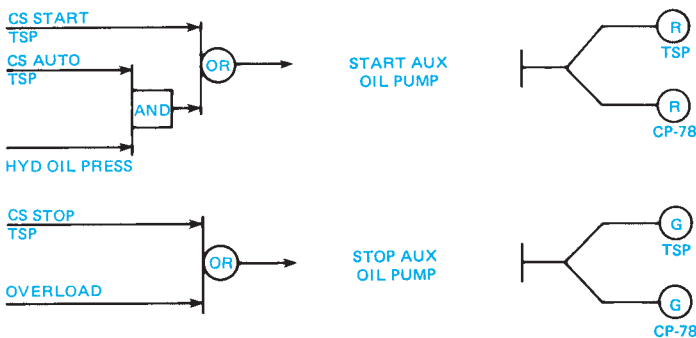 CS START
TSP
CS AUTO
TSP
AND
HYD OIL PRESS
OR
START AUX
OIL PUMP
R
TSP
R
CP-78
CS STOP
TSP
OVERLOAD
OR
STOP AUX
OIL PUMP
G
TSP
G
CP-78